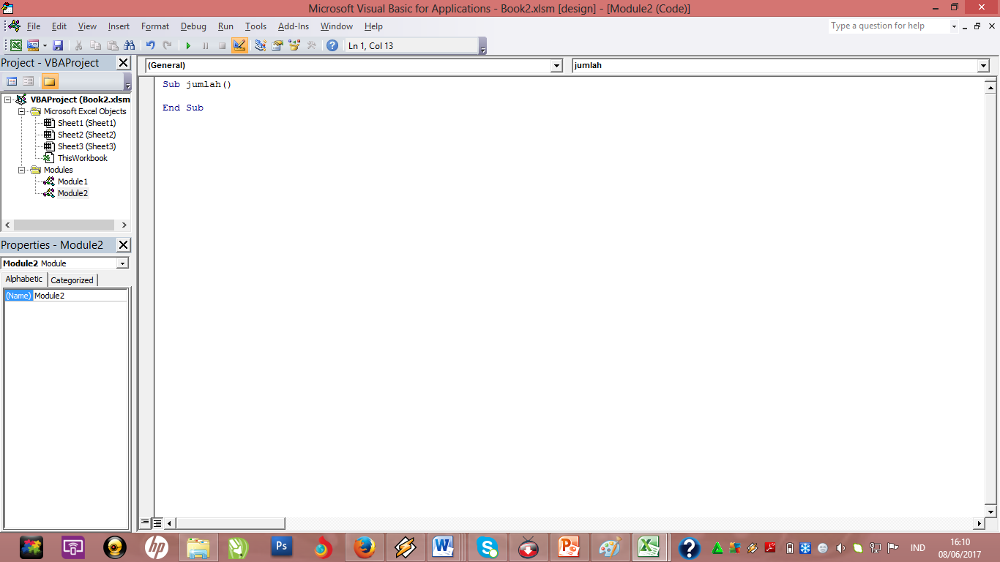 Microsoft Visual Basic for Applications - Book2.xlsm [design] - [Module2 (Code)]
File Edit View Insert Format Debug Run Tools Add-Ins Window Help
Type a question for help
Ln 1, Col 13
Project - VBAProject
(General)
jumlah
VBAProject (Book2.xlsm
Microsoft Excel Objects
Sheet1 (Sheet1)
Sheet2 (Sheet2)
Sheet3 (Sheet3)
ThisWorkbook
Modules
Module1
Module2
Properties - Module2
Module2 Module
Alphabetic Categorized
(Name) Module2
Sub jumlah()
End Sub
hp
Ps
W
S
P
X
?
IND
16:10
08/06/2017